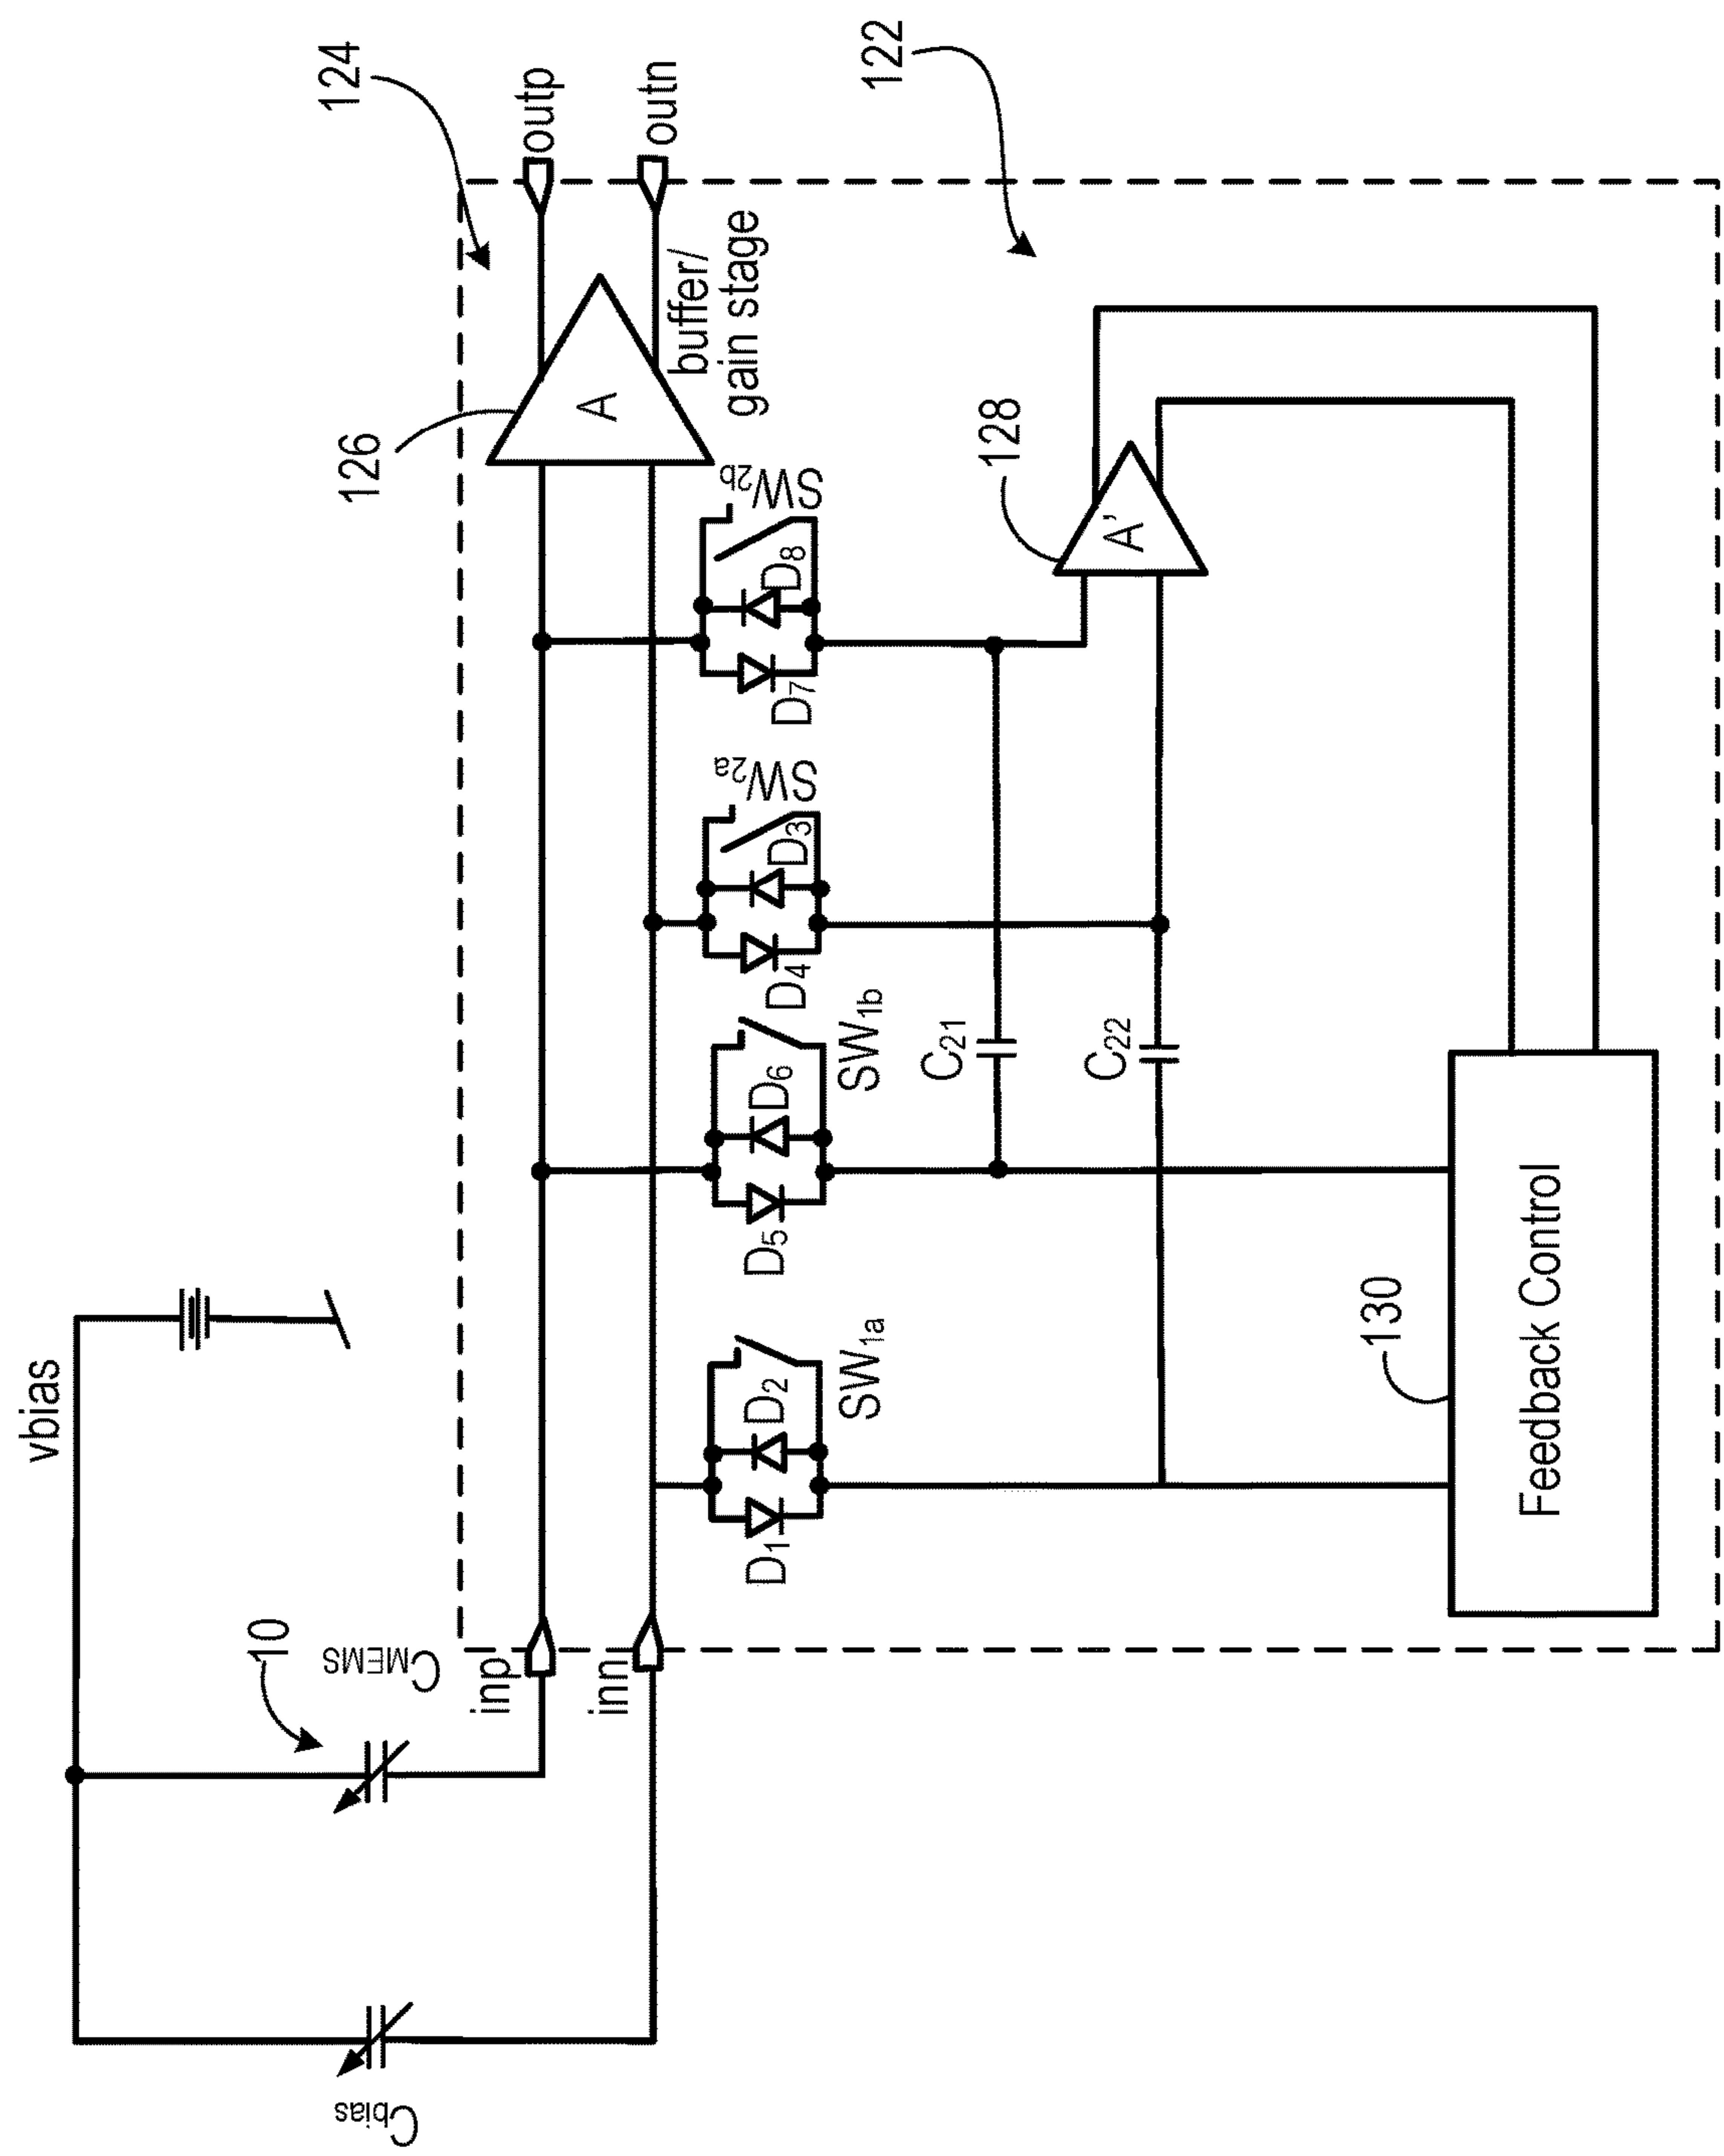 vbias
124
outp
outn
122
126
A
buffer/
gain stage
128
A'
SW2b
D8
D7
SW2a
D3
D4
SW1b
D6
D5
C21
C22
SW1a
D2
D1
10
CMEMS
inp
inn
130
Feedback Control
Cbias